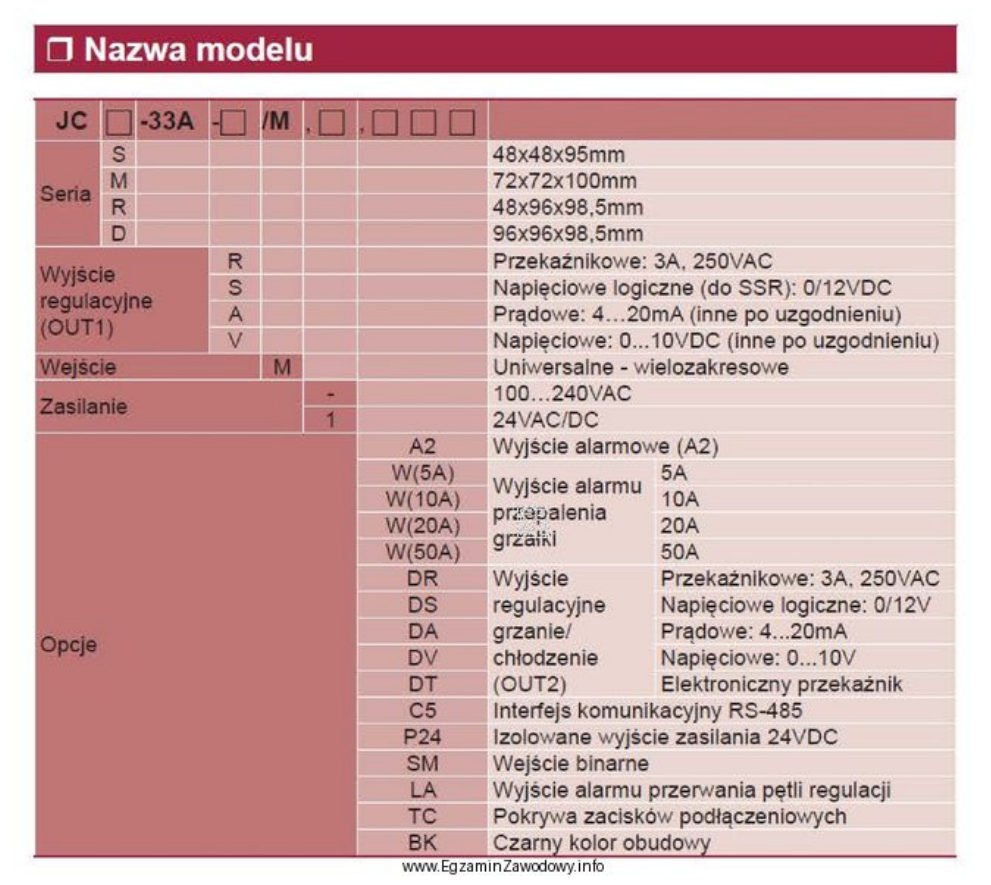 ❐ Nazwa modelu
JC □ -33A -□ /M ,□ ,□ □ □
Seria
S 48x48x95mm
M 72x72x100mm
R 48x96x98,5mm
D 96x96x98,5mm
Wyjście regulacyjne (OUT1)
R Przekaźnikowe: 3A, 250VAC
S Napięciowe logiczne (do SSR): 0/12VDC
A Prądowe: 4...20mA (inne po uzgodnieniu)
V Napięciowe: 0...10VDC (inne po uzgodnieniu)
Wejście M Uniwersalne - wielozakresowe
Zasilanie
- 100...240VAC
1 24VAC/DC
Opcje
A2 Wyjście alarmowe (A2)
Wyjście alarmu przepalenia grzałki
W(5A) 5A
W(10A) 10A
W(20A) 20A
W(50A) 50A
Wyjście regulacyjne grzanie/ chłodzenie (OUT2)
DR Przekaźnikowe: 3A, 250VAC
DS Napięciowe logiczne: 0/12V
DA Prądowe: 4...20mA
DV Napięciowe: 0...10V
DT Elektroniczny przekaźnik
C5 Interfejs komunikacyjny RS-485
P24 Izolowane wyjście zasilania 24VDC
SM Wejście binarne
LA Wyjście alarmu przerwania pętli regulacji
TC Pokrywa zacisków podłączeniowych
BK Czarny kolor obudowy
www.EgzaminZawodowy.info